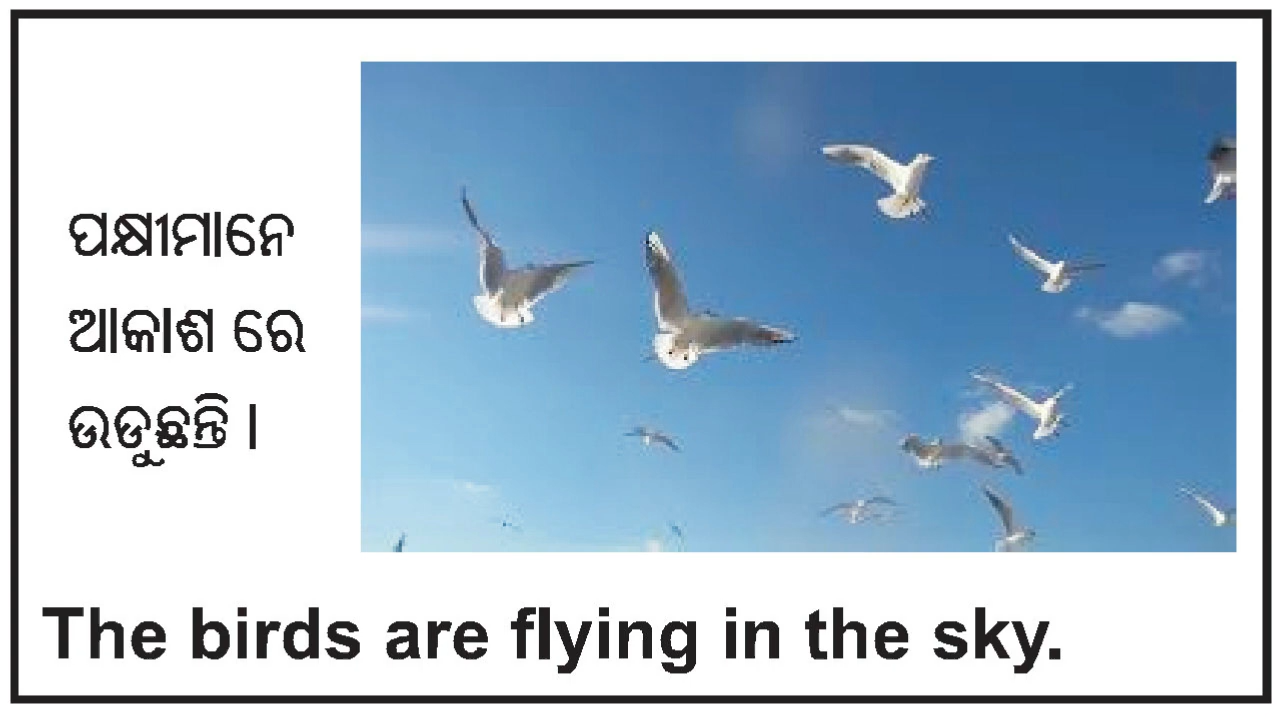 ପକ୍ଷୀମାନେ
ଆକାଶ ରେ
ଉଡୁଛନ୍ତି ।
The birds are flying in the sky.